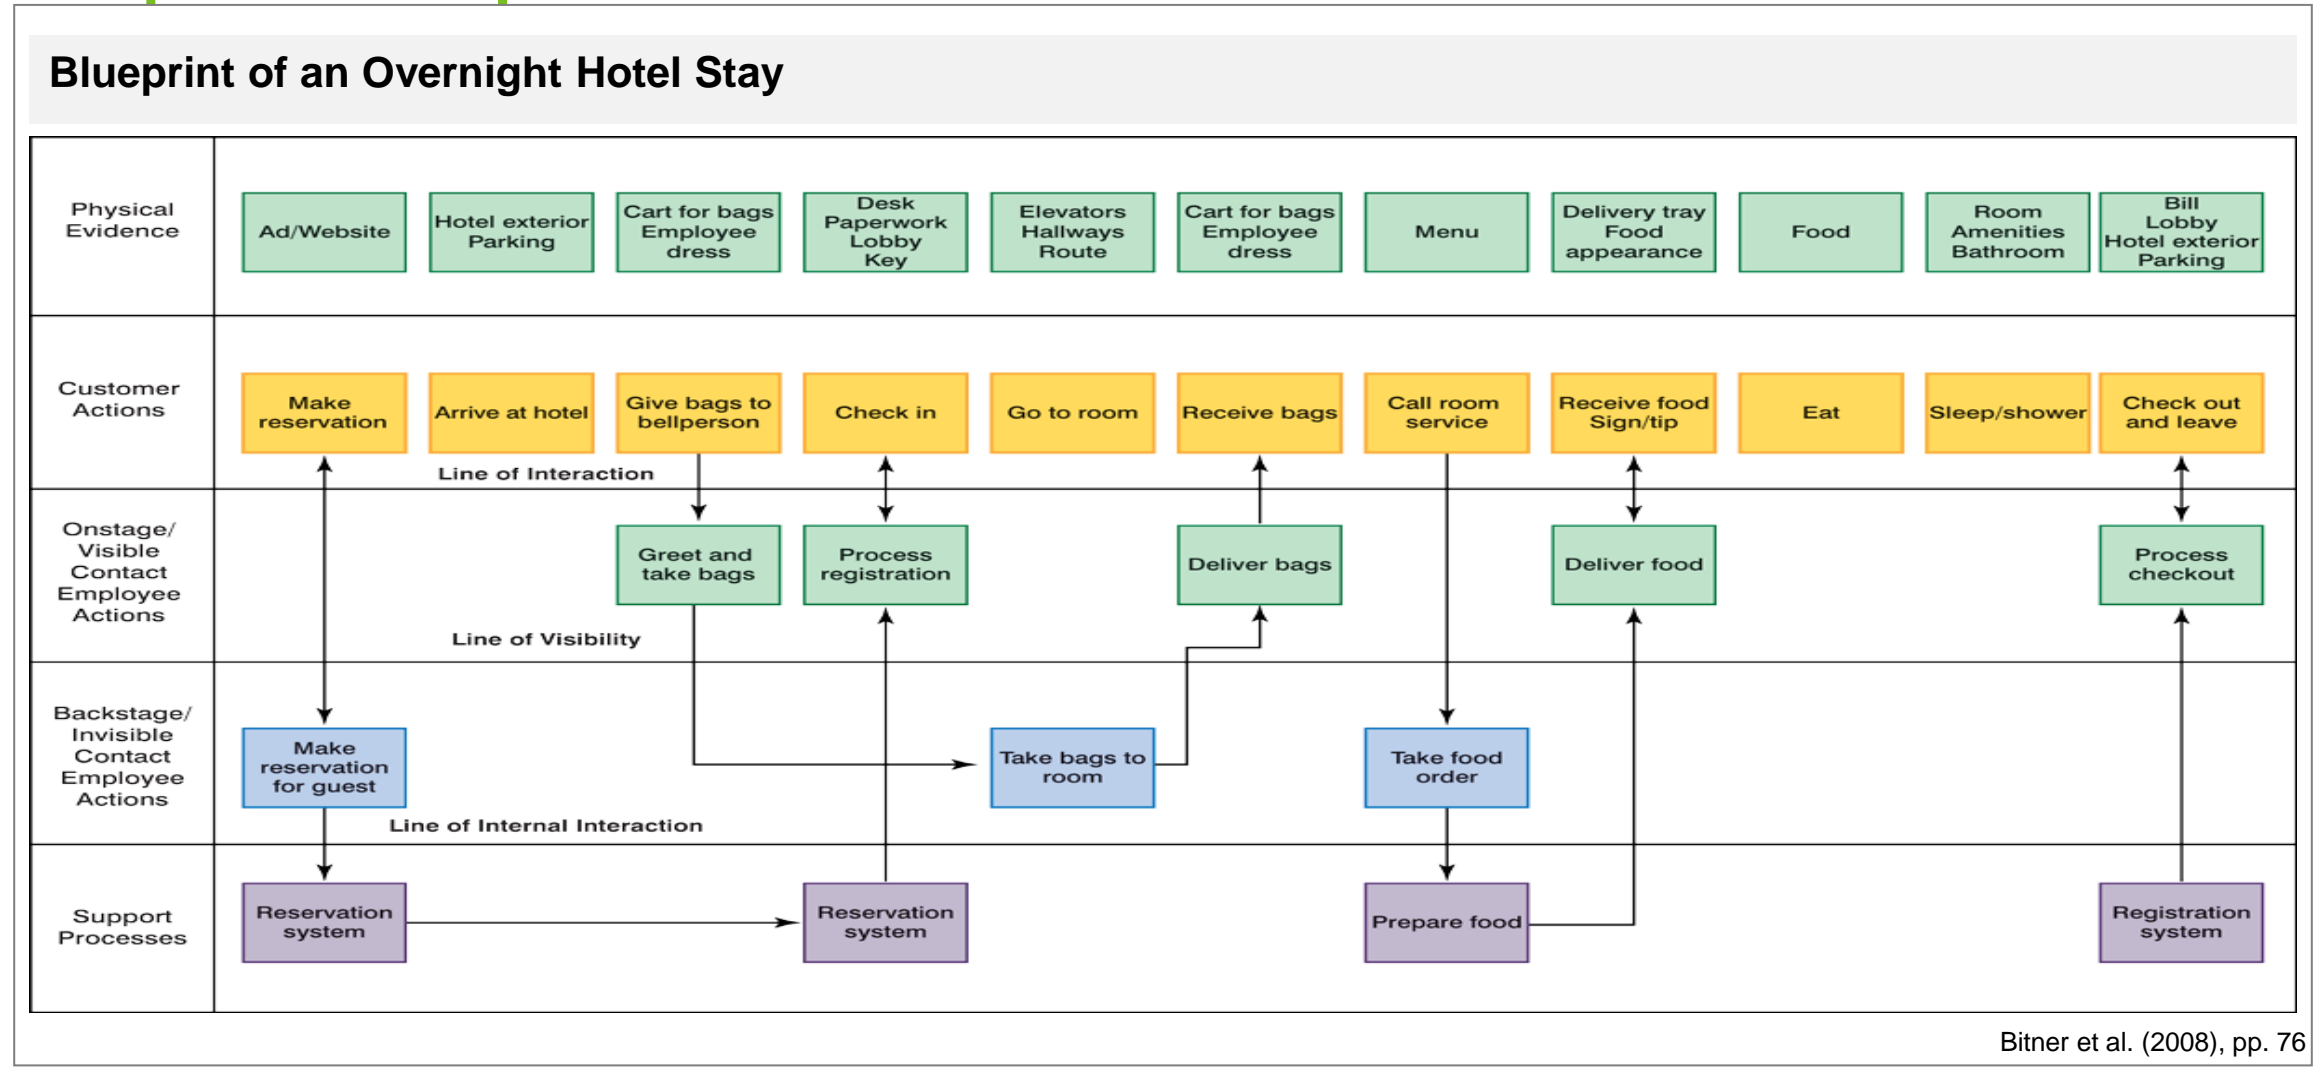 Blueprint of an Overnight Hotel Stay
Physical
Evidence
Ad/Website
Hotel exterior
Parking
Cart for bags
Employee
dress
Desk
Paperwork
Lobby
Key
Elevators
Hallways
Route
Cart for bags
Employee
dress
Menu
Delivery tray
Food
appearance
Food
Room
Amenities
Bathroom
Bill
Lobby
Hotel exterior
Parking
Customer
Actions
Make
reservation
Arrive at hotel
Give bags to
bellperson
Check in
Go to room
Receive bags
Call room
service
Receive food
Sign/tip
Eat
Sleep/shower
Check out
and leave
Line of Interaction
Onstage/
Visible
Contact
Employee
Actions
Greet and
take bags
Process
registration
Deliver bags
Deliver food
Process
checkout
Line of Visibility
Backstage/
Invisible
Contact
Employee
Actions
Make
reservation
for guest
Take bags to
room
Take food
order
Line of Internal Interaction
Support
Processes
Reservation
system
Reservation
system
Prepare food
Registration
system
Bitner et al. (2008), pp. 76